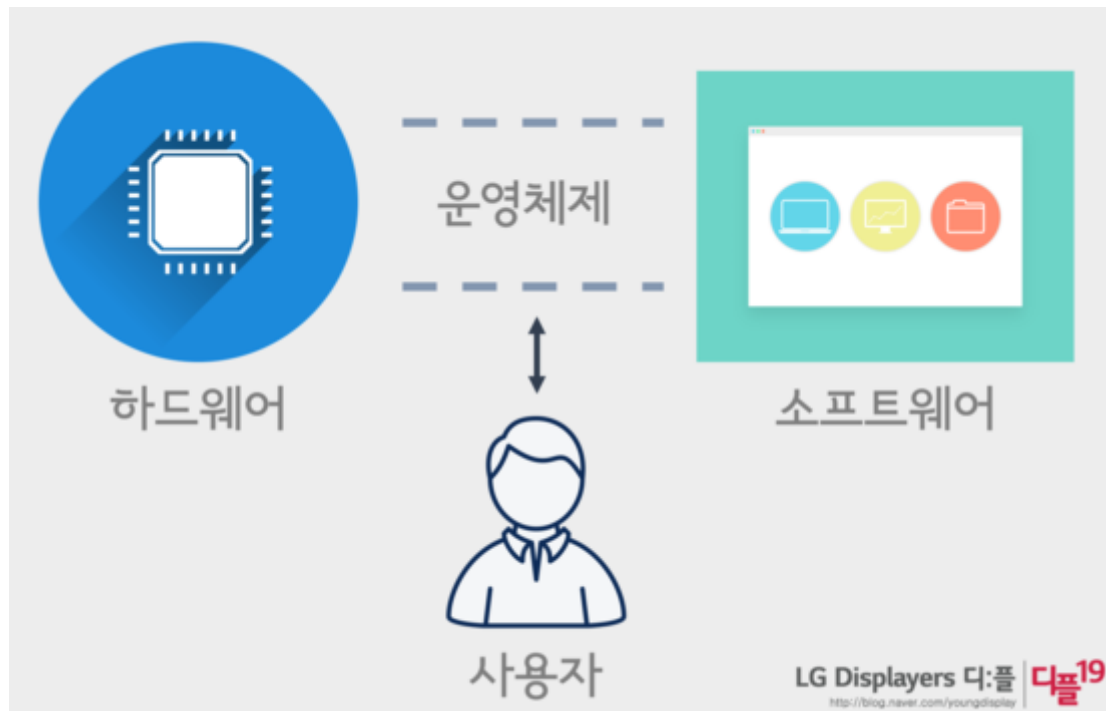 운영체제
하드웨어
소프트웨어
사용자
LG Displayers 디:플
디플19
http://blog.naver.com/youngdisplay